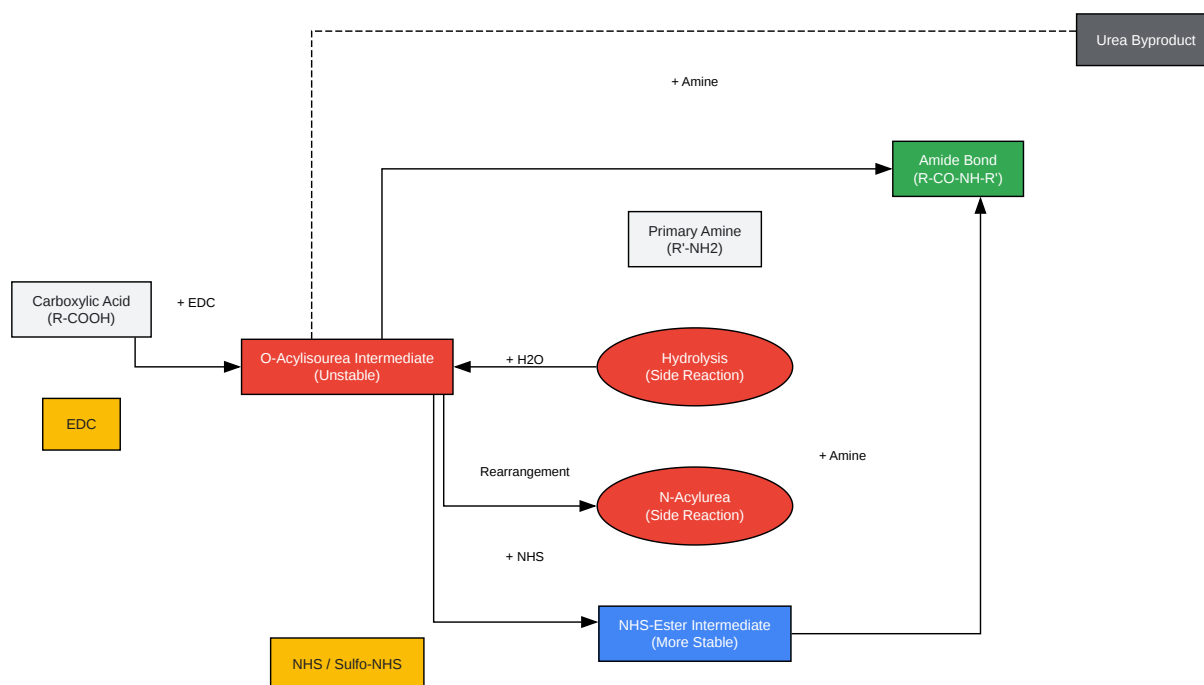 Urea Byproduct
+ Amine
Amide Bond
(R-CO-NH-R')
Primary Amine
(R'-NH2)
Carboxylic Acid
(R-COOH)
+ EDC
O-Acylisourea Intermediate
(Unstable)
+ H2O
Hydrolysis
(Side Reaction)
EDC
Rearrangement
N-Acylurea
(Side Reaction)
+ Amine
+ NHS
NHS-Ester Intermediate
(More Stable)
NHS / Sulfo-NHS